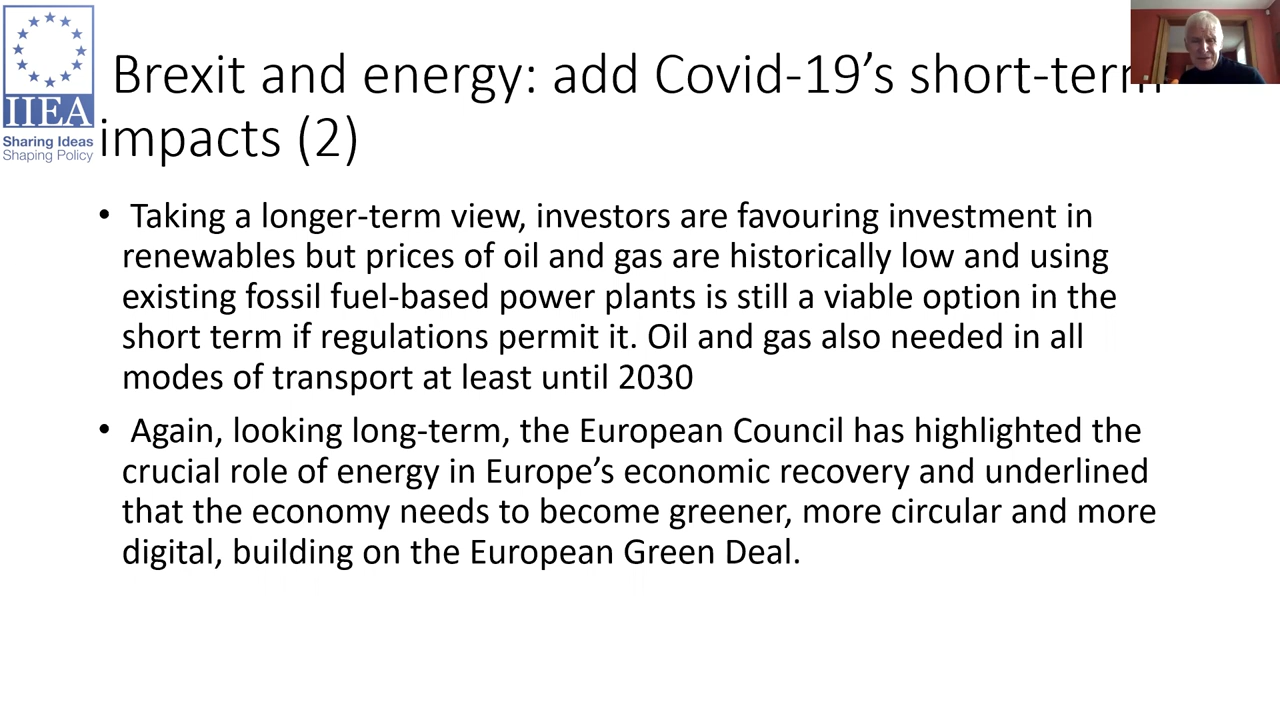 IIEA
Sharing Ideas
Shaping Policy
Brexit and energy: add Covid-19’s short-term
impacts (2)
• Taking a longer-term view, investors are favouring investment in
renewables but prices of oil and gas are historically low and using
existing fossil fuel-based power plants is still a viable option in the
short term if regulations permit it. Oil and gas also needed in all
modes of transport at least until 2030
• Again, looking long-term, the European Council has highlighted the
crucial role of energy in Europe’s economic recovery and underlined
that the economy needs to become greener, more circular and more
digital, building on the European Green Deal.